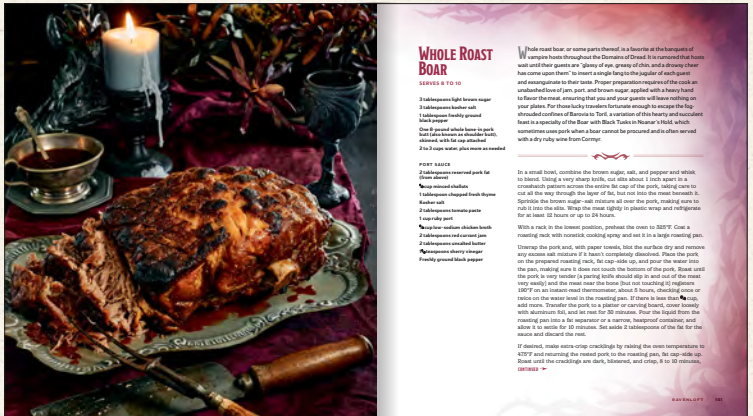 WHOLE ROAST
BOAR
SERVES 8 TO 10
3 tablespoons light brown sugar
3 tablespoons kosher salt
1 tablespoon freshly ground
black pepper
One 8-pound whole bone-in pork
butt (also known as shoulder butt),
skinned, with fat cap attached
2 to 3 cups water, plus more as needed
PORT SAUCE
2 tablespoons reserved pork fat
(from above)
cup minced shallots
1 tablespoon chopped fresh thyme
Kosher salt
2 tablespoons tomato paste
1 cup ruby port
cup low-sodium chicken broth
2 tablespoons red currant jam
2 tablespoons unsalted butter
teaspoons sherry vinegar
Freshly ground black pepper
Whole roast boar, or some parts thereof, is a favorite at the banquets of
vampire hosts throughout the Domains of Dread. It is rumored that hosts
wait until their guests are "glassy of eye, greasy of chin, and a drowsy cheer
has come upon them" to insert a single fang to the jugular of each guest
and exsanguinate to their taste. Proper preparation requires of the cook an
unabashed love of jam, port, and brown sugar, applied with a heavy hand
to flavor the meat, ensuring that you and your guests will leave nothing on
your plates. For those lucky travelers fortunate enough to escape the fog-
shrouded confines of Barovia to Toril, a variation of this hearty and succulent
feast is a specialty of the Boar with Black Tusks in Noanar's Hold, which
sometimes uses pork when a boar cannot be procured and is often served
with a dry ruby wine from Cormyr.
In a small bowl, combine the brown sugar, salt, and pepper and whisk
to blend. Using a very sharp knife, cut slits about 1 inch apart in a
crosshatch pattern across the entire fat cap of the pork, taking care to
cut all the way through the layer of fat, but not into the meat beneath it.
Sprinkle the brown sugar-salt mixture all over the pork, making sure to
rub it into the slits. Wrap the meat tightly in plastic wrap and refrigerate
for at least 12 hours or up to 24 hours.
With a rack in the lowest position, preheat the oven to 325°F. Coat a
roasting rack with nonstick cooking spray and set it in a large roasting pan.
Unwrap the pork and, with paper towels, blot the surface dry and remove
any excess salt mixture if it hasn't completely dissolved. Place the pork
on the prepared roasting rack, fat cap-side up, and pour the water into
the pan, making sure it does not touch the bottom of the pork. Roast until
the pork is very tender (a paring knife should slip in and out of the meat
very easily) and the meat near the bone (but not touching it) registers
190°F on an instant-read thermometer, about 5 hours, checking once or
twice on the water level in the roasting pan. If there is less than cup,
add more. Transfer the pork to a platter or carving board, cover loosely
with aluminum foil, and let rest for 30 minutes. Pour the liquid from the
roasting pan into a fat separator or a narrow, heatproof container, and
allow it to settle for 10 minutes. Set aside 2 tablespoons of the fat for the
sauce and discard the rest.
If desired, make extra-crisp cracklings by raising the oven temperature to
475°F and returning the rested pork to the roasting pan, fat cap-side up.
Roast until the cracklings are dark, blistered, and crisp, 8 to 10 minutes,
CONTINUED
RAVENLOFT